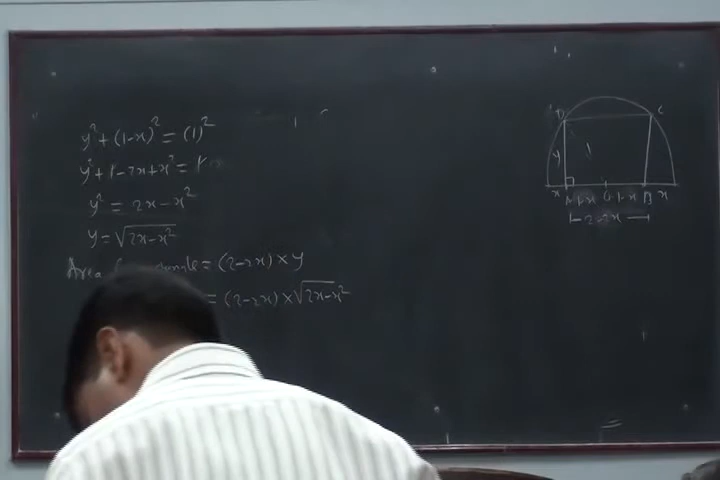 y² + (1-x)² = (1)²
y² + 1 - 2x + x² = 1
y² = 2x - x²
y = √2x-x²
Area = (2-2x) × y
= (2-2x) × √2x-x²
D C
y 1
x A 1-x O 1-x B x
2-2x